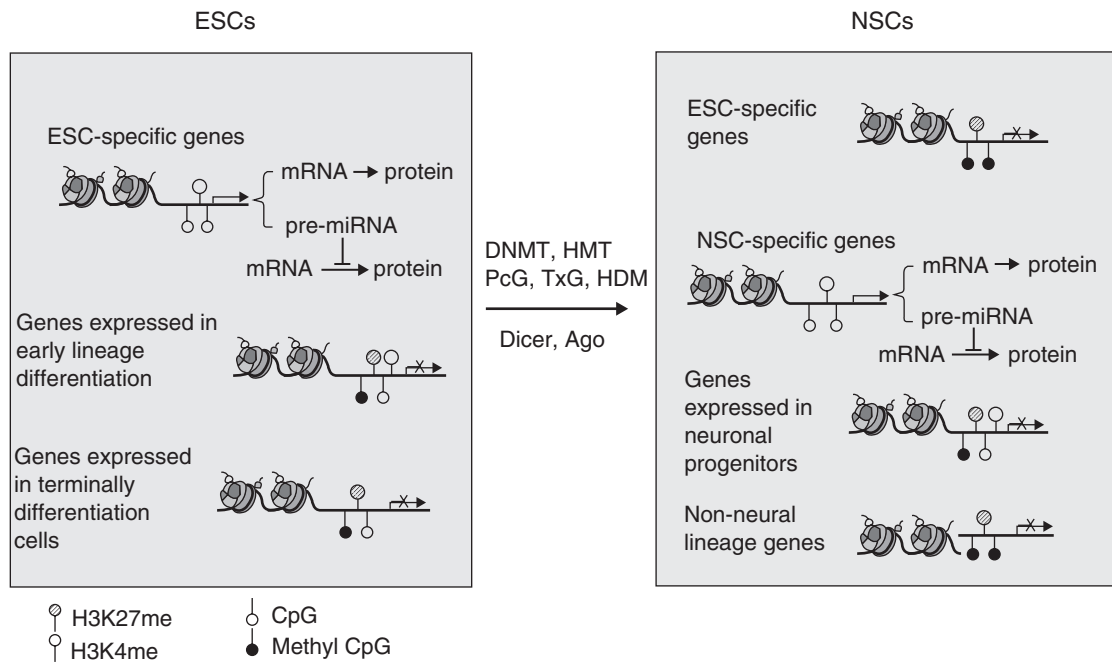 ESCs
ESC-specific genes
mRNA
protein
pre-miRNA
mRNA
protein
Genes expressed in
early lineage
differentiation
Genes expressed
in terminally
differentiation
cells
DNMT, HMT
PcG, TxG, HDM
Dicer, Ago
NSCs
ESC-specific
genes
NSC-specific genes
mRNA
protein
pre-miRNA
mRNA
protein
Genes
expressed in
neuronal
progenitors
Non-neural
lineage genes
H3K27me
H3K4me
CpG
Methyl CpG